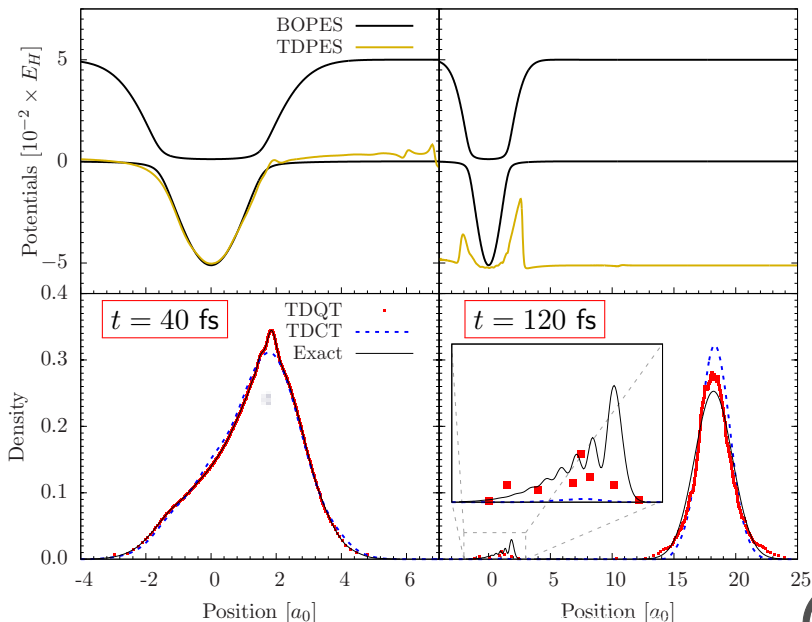 BOPES
TDPES
Potentials [10⁻² × E_H]
5
0
−5
t = 40 fs
TDQT
TDCT
Exact
t = 120 fs
Density
0.4
0.3
0.2
0.1
0.0
-4 -2 0 2 4 6 0 5 10 15 20 25
Position [a₀] Position [a₀]